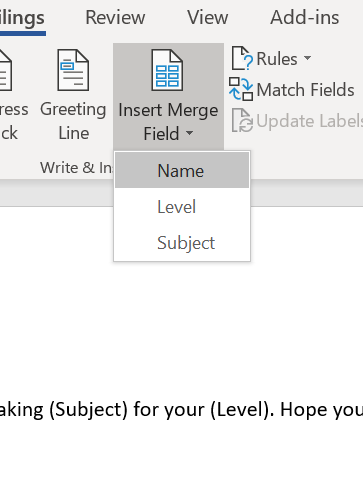 ilings Review View Add-ins
ress Greeting Insert Merge Rules
ck Line Field Match Fields
Update Labels
Write & Ins
Name
Level
Subject
aking (Subject) for your (Level). Hope you